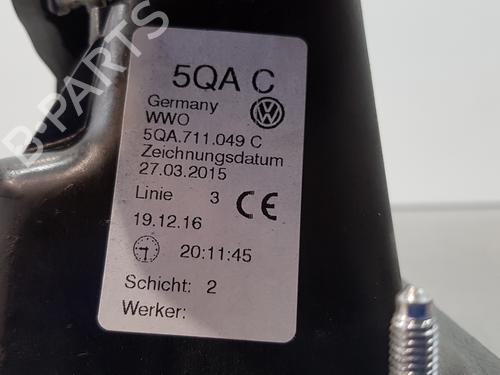 5QA C
Germany
WWO
5QA.711.049 C
Zeichnungsdatum
27.03.2015
Linie 3 CE
19.12.16
20:11:45
Schicht: 2
Werker:
B-PARTS